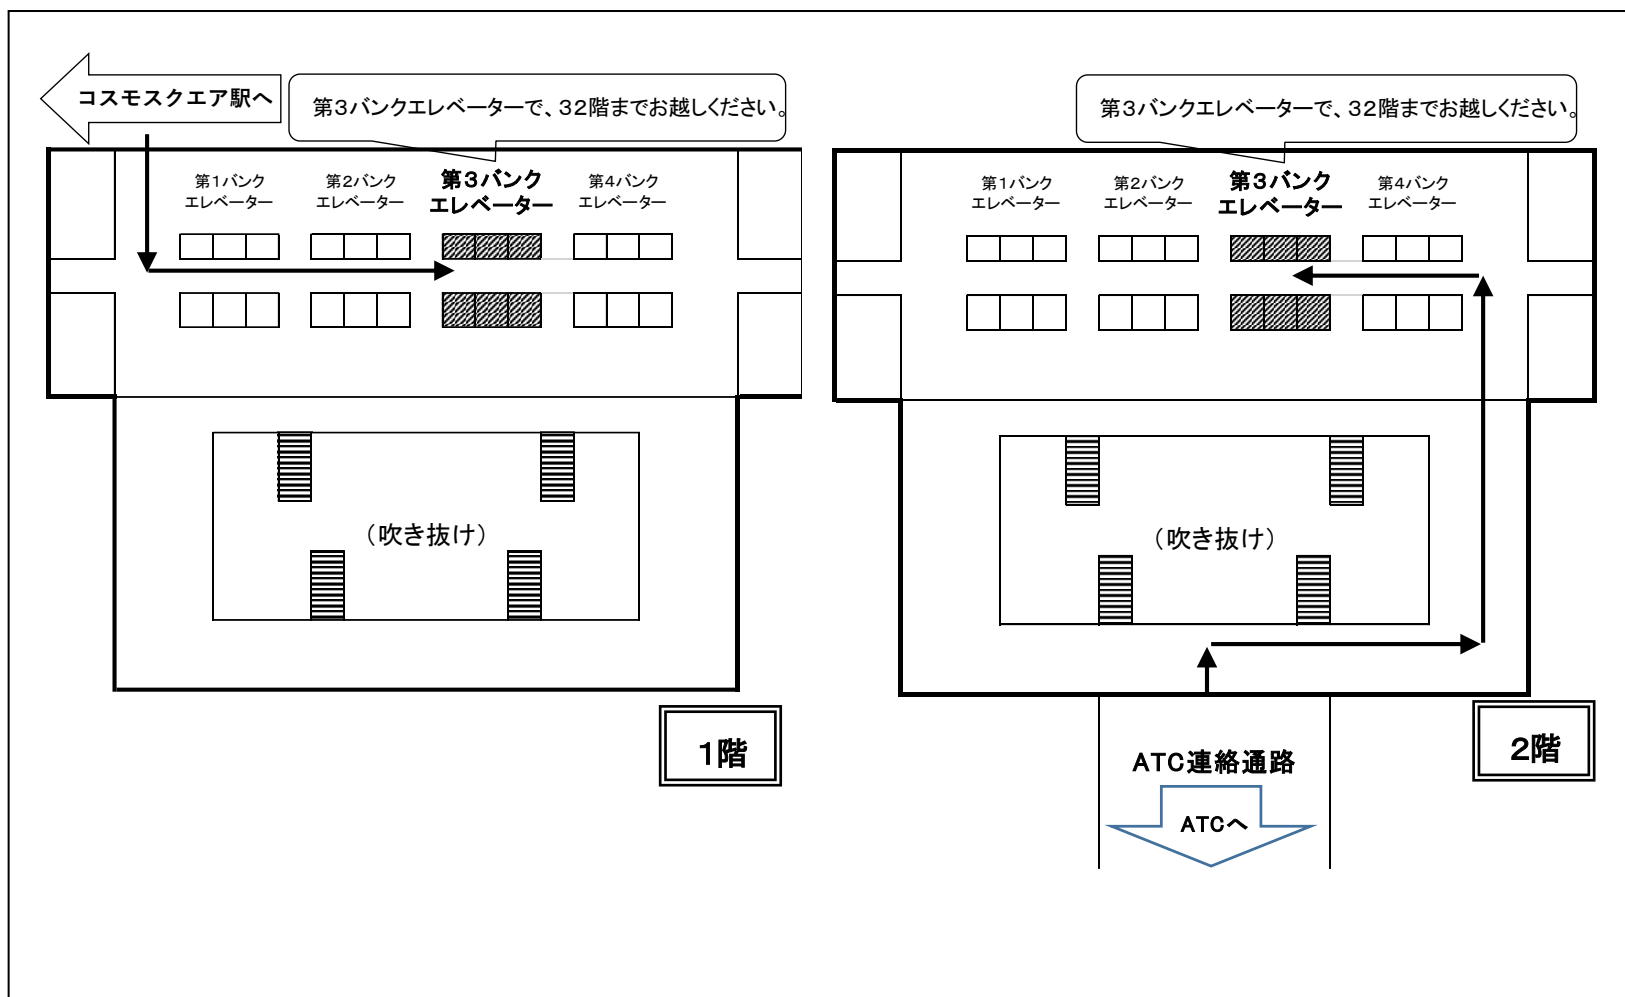 コスモスクエア駅へ
第3バンクエレベーターで、32階までお越しください。
第1バンク
エレベーター
第2バンク
エレベーター
第3バンク
エレベーター
第4バンク
エレベーター
（吹き抜け）
1階
第3バンクエレベーターで、32階までお越しください。
第1バンク
エレベーター
第2バンク
エレベーター
第3バンク
エレベーター
第4バンク
エレベーター
（吹き抜け）
2階
ATC連絡通路
ATCへ